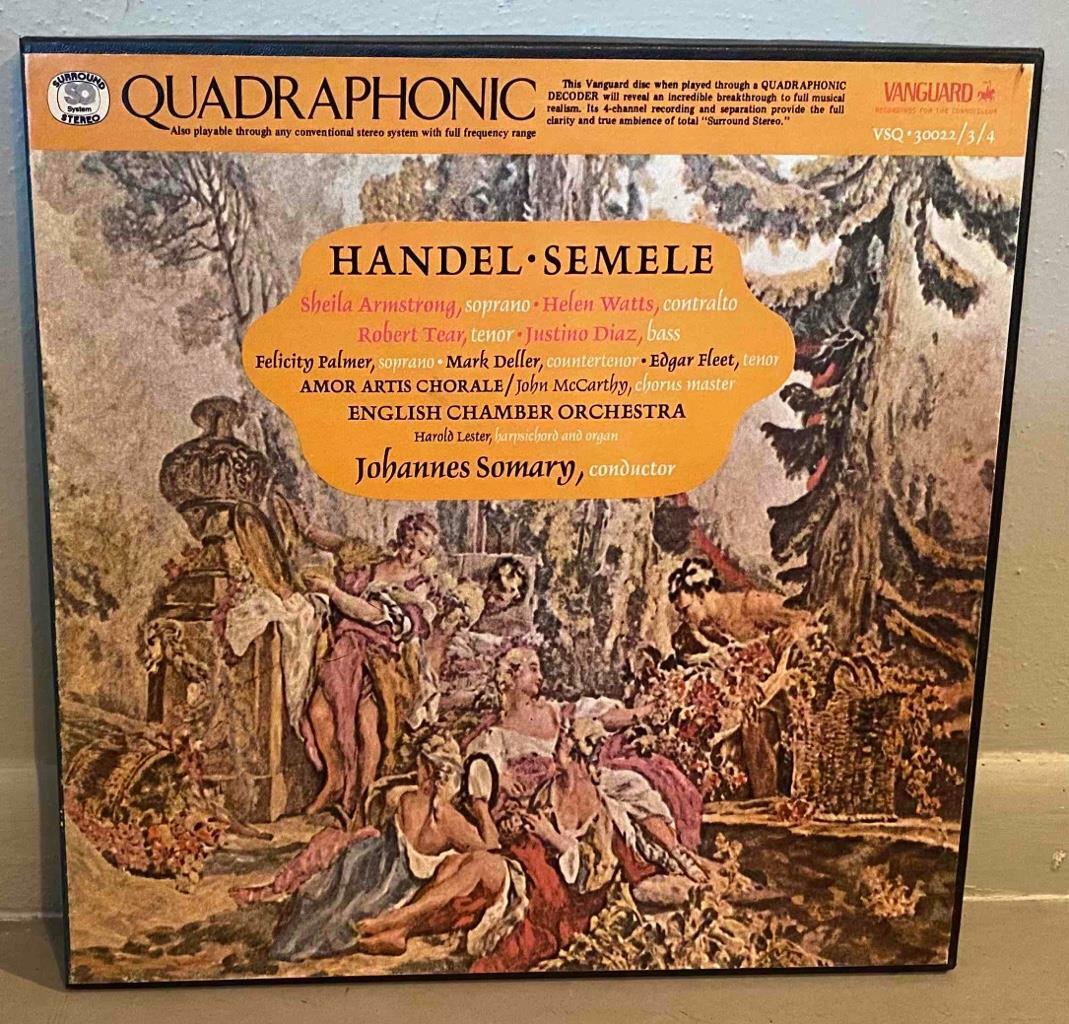 SURROUND
SQ
System
STEREO
QUADRAPHONIC
Also playable through any conventional stereo system with full frequency range
This Vanguard disc when played through a QUADRAPHONIC
DECODER will reveal an incredible breakthrough to full musical
realism. Its 4-channel recording and separation provide the full
clarity and true ambience of total "Surround Stereo."
VANGUARD
RECORDINGS FOR THE CONNOISSEUR
VSQ • 30022/3/4
HANDEL • SEMELE
Sheila Armstrong, soprano • Helen Watts, contralto
Robert Tear, tenor • Justino Diaz, bass
Felicity Palmer, soprano • Mark Deller, countertenor • Edgar Fleet, tenor
AMOR ARTIS CHORALE/John McCarthy, chorus master
ENGLISH CHAMBER ORCHESTRA
Harold Lester, harpsichord and organ
Johannes Somary, conductor